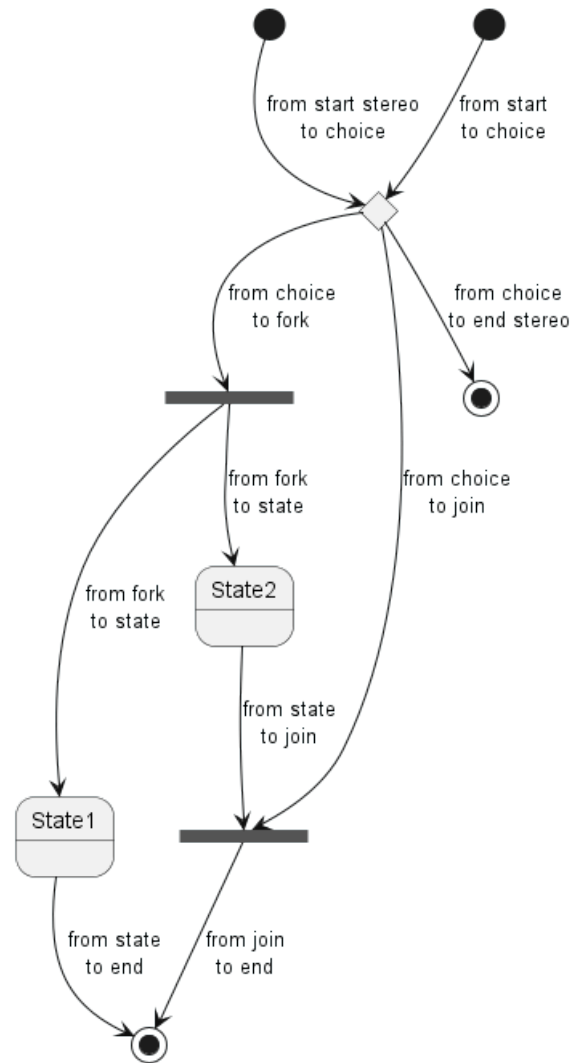 from start stereo
to choice
from start
to choice
from choice
to fork
from choice
to end stereo
from fork
to state
from choice
to join
State2
from fork
to state
from state
to join
State1
from state
to end
from join
to end